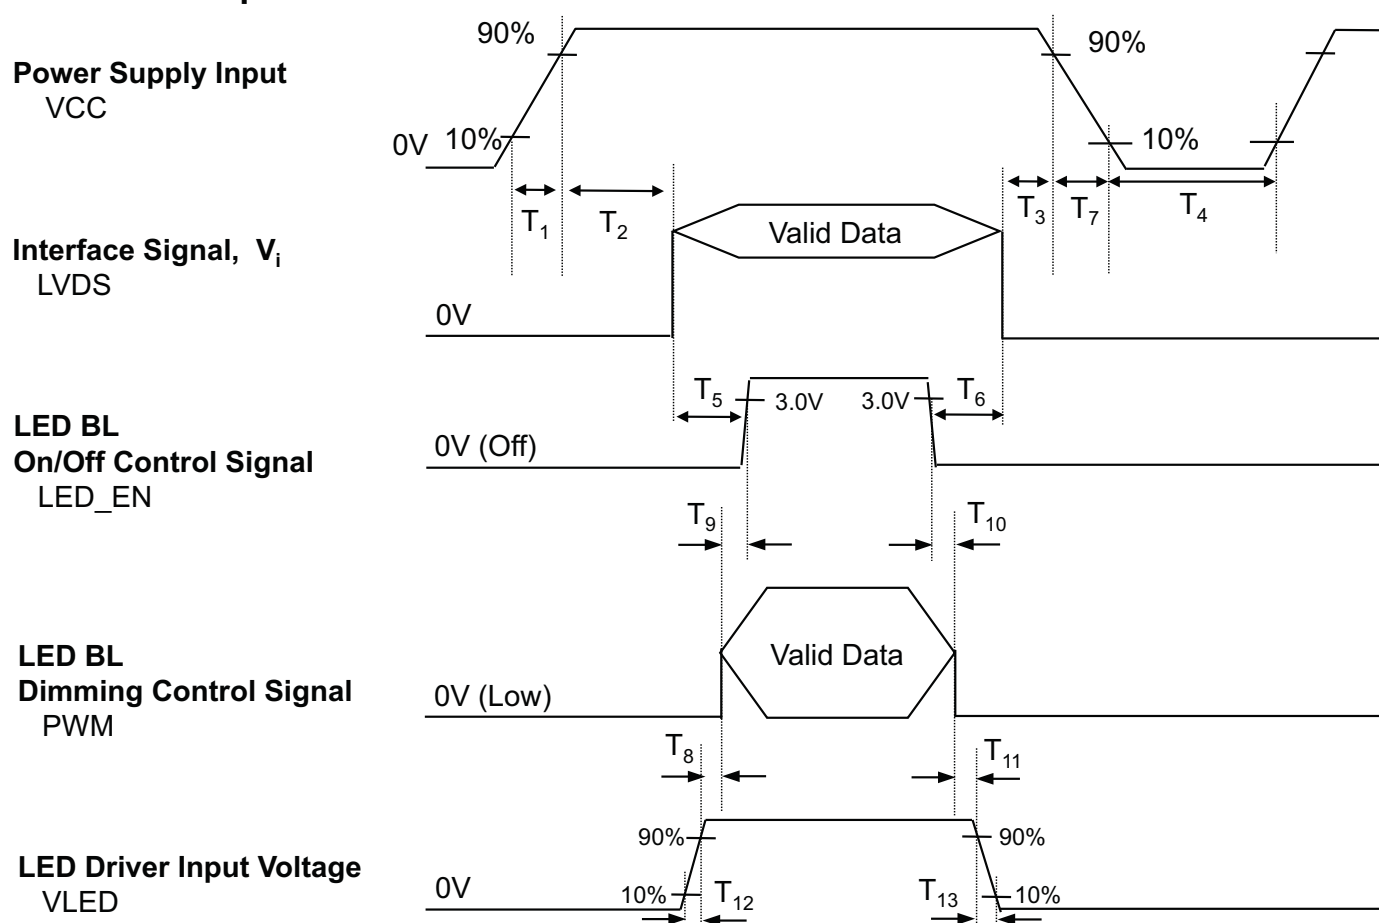 90%
90%
Power Supply Input
VCC
0V 10%
10%
T1
T2
T3
T7
T4
Valid Data
Interface Signal, Vi
LVDS
0V
T5
3.0V
3.0V
T6
LED BL
On/Off Control Signal
LED_EN
0V (Off)
T9
T10
LED BL
Dimming Control Signal
PWM
Valid Data
0V (Low)
T8
T11
90%
90%
LED Driver Input Voltage
VLED
0V
10%
T12
T13
10%